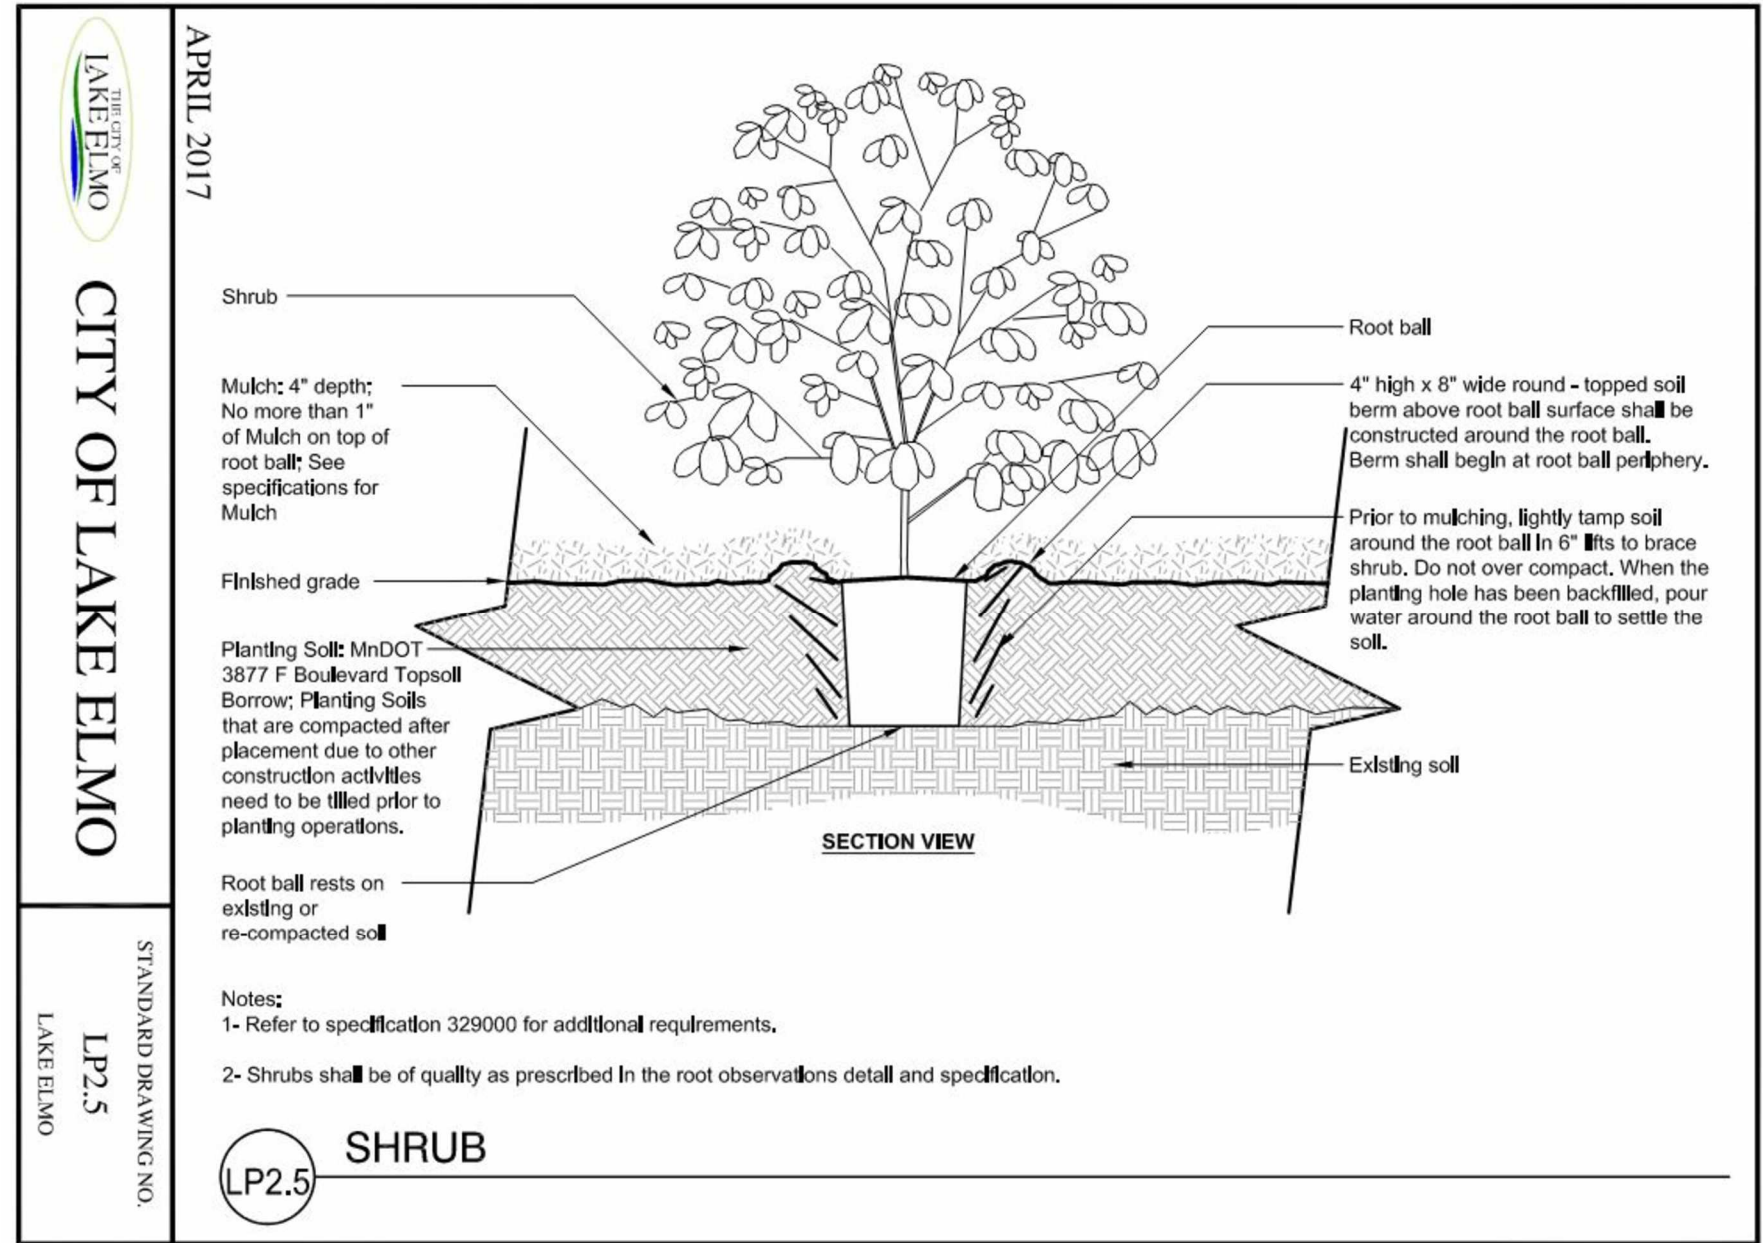 THE CITY OF
LAKE ELMO
CITY OF LAKE ELMO
STANDARD DRAWING NO.
LP2.5
LAKE ELMO
APRIL 2017
Shrub
Mulch: 4" depth;
No more than 1"
of Mulch on top of
root ball; See
specifications for
Mulch
Finished grade
Planting Soil: MnDOT
3877 F Boulevard Topsoil
Borrow; Planting Soils
that are compacted after
placement due to other
construction activities
need to be tilled prior to
planting operations.
Root ball rests on
existing or
re-compacted soil
Root ball
4" high x 8" wide round - topped soil
berm above root ball surface shall be
constructed around the root ball.
Berm shall begin at root ball periphery.
Prior to mulching, lightly tamp soil
around the root ball in 6" lifts to brace
shrub. Do not over compact. When the
planting hole has been backfilled, pour
water around the root ball to settle the
soil.
Existing soil
SECTION VIEW
Notes:
1- Refer to specification 329000 for additional requirements.
2- Shrubs shall be of quality as prescribed in the root observations detail and specification.
LP2.5
SHRUB